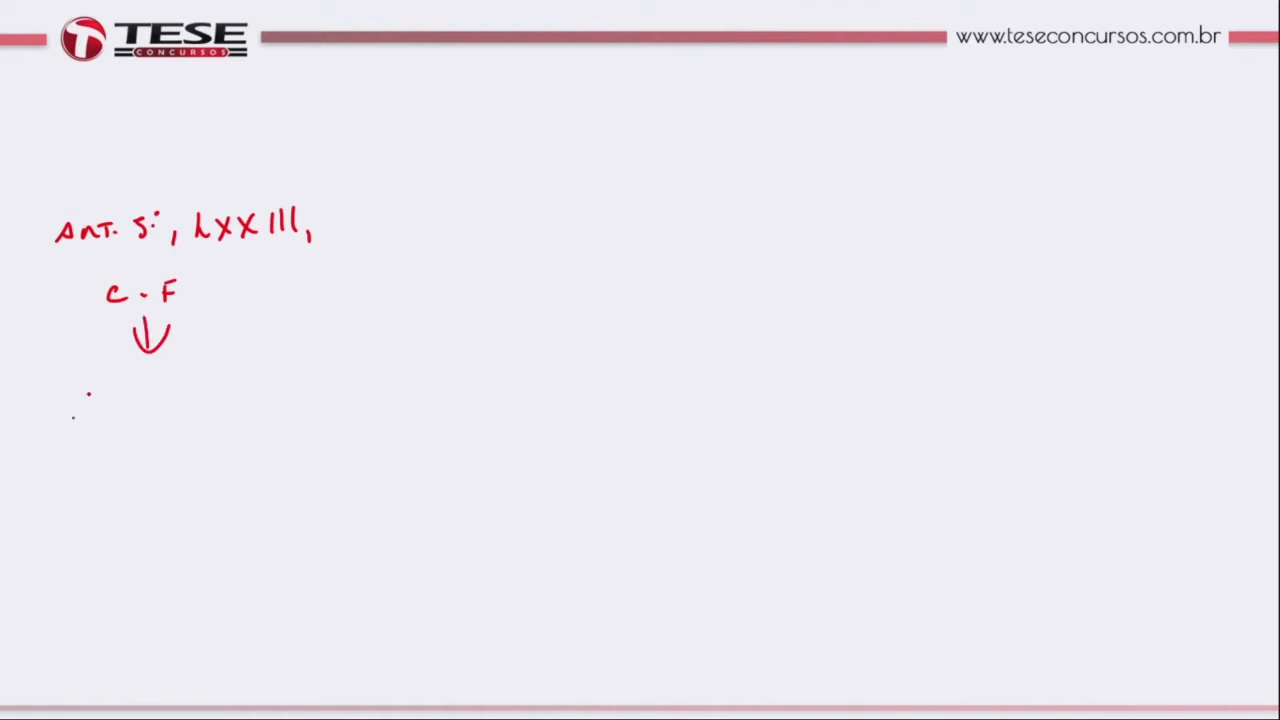 TESE
CONCURSOS
www.teseconcursos.com.br
ART. 5º, LXXIII,
C.F